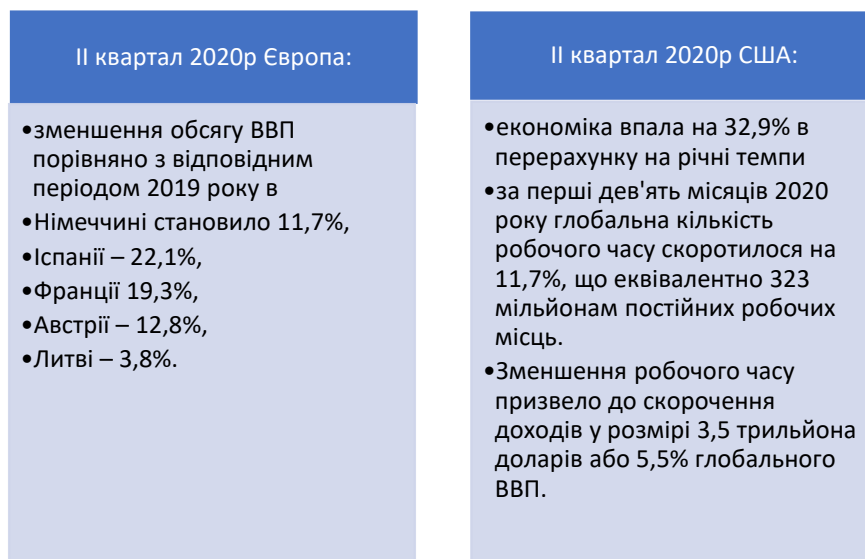 ІІ квартал 2020р Європа:
•зменшення обсягу ВВП
порівняно з відповідним
періодом 2019 року в
•Німеччині становило 11,7%,
•Іспанії – 22,1%,
•Франції 19,3%,
•Австрії – 12,8%,
•Литві – 3,8%.
ІІ квартал 2020р США:
•економіка впала на 32,9% в
перерахунку на річні темпи
•за перші дев'ять місяців 2020
року глобальна кількість
робочого часу скоротилося на
11,7%, що еквівалентно 323
мільйонам постійних робочих
місць.
•Зменшення робочого часу
призвело до скорочення
доходів у розмірі 3,5 трильйона
доларів або 5,5% глобального
ВВП.